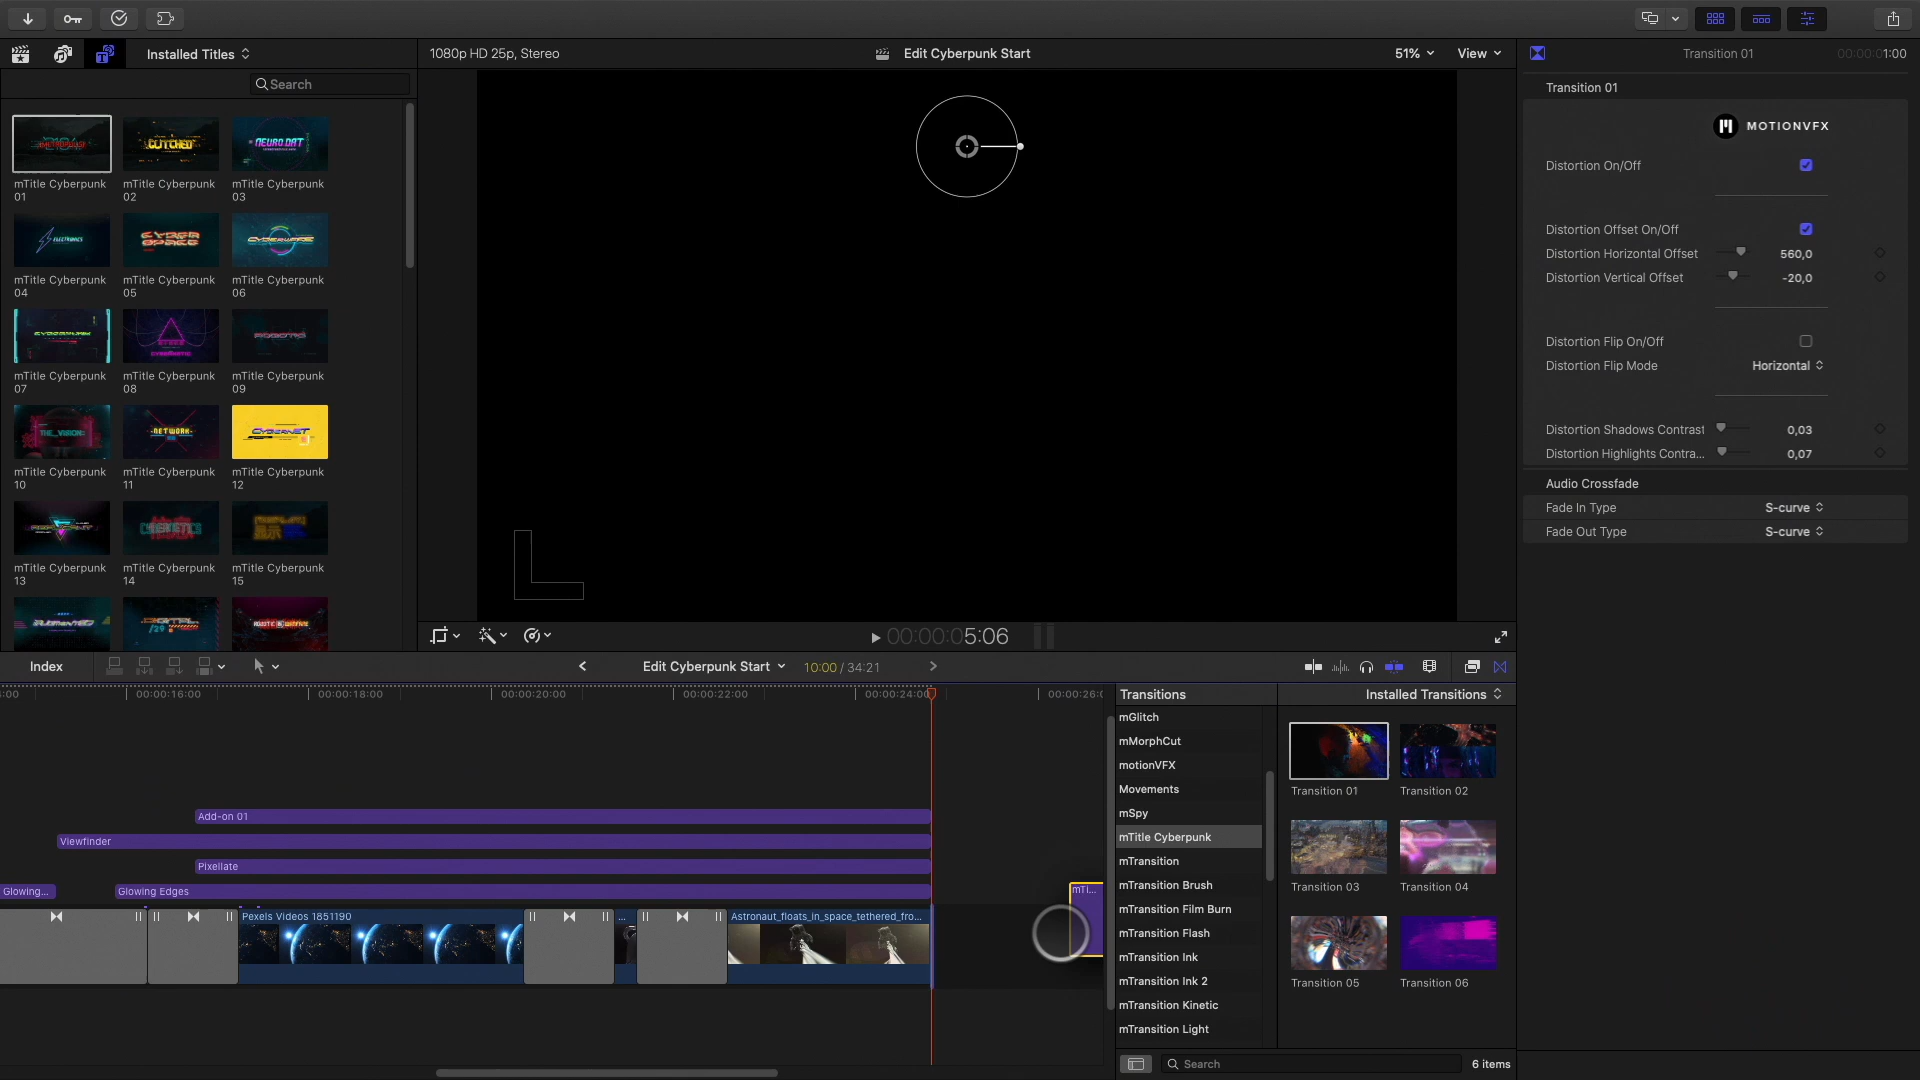 Installed Titles
1080p HD 25p, Stereo
Edit Cyberpunk Start
51%
View
Transition 01
00:00:01:00
Search
Transition 01
MOTIONVFX
Distortion On/Off
Distortion Offset On/Off
Distortion Horizontal Offset
560,0
Distortion Vertical Offset
-20,0
Distortion Flip On/Off
Distortion Flip Mode
Horizontal
Distortion Shadows Contrast
0,03
Distortion Highlights Contra...
0,07
Audio Crossfade
Fade In Type
S-curve
Fade Out Type
S-curve
GLITCHED
mTitle Cyberpunk
01
mTitle Cyberpunk
02
mTitle Cyberpunk
03
ELECTRONICS
CYBER
SPACE
CYBERWARE
mTitle Cyberpunk
04
mTitle Cyberpunk
05
mTitle Cyberpunk
06
CYBERPUNK
CYBERNETIC
mTitle Cyberpunk
07
mTitle Cyberpunk
08
mTitle Cyberpunk
09
NETWORK
CYBERNET
mTitle Cyberpunk
10
mTitle Cyberpunk
11
mTitle Cyberpunk
12
mTitle Cyberpunk
13
mTitle Cyberpunk
14
mTitle Cyberpunk
15
00:00:05:06
Index
Edit Cyberpunk Start
10:00 / 34:21
4:00
00:00:16:00
00:00:18:00
00:00:20:00
00:00:22:00
00:00:24:00
00:00:26:0
Add-on 01
Viewfinder
Pixellate
Glowing...
Glowing Edges
mTi...
Pexels Videos 1851190
...
Astronaut_floats_in_space_tethered_fro...
Transitions
Installed Transitions
mGlitch
mMorphCut
motionVFX
Movements
mSpy
mTitle Cyberpunk
mTransition
mTransition Brush
mTransition Film Burn
mTransition Flash
mTransition Ink
mTransition Ink 2
mTransition Kinetic
mTransition Light
Transition 01
Transition 02
Transition 03
Transition 04
Transition 05
Transition 06
Search
6 items